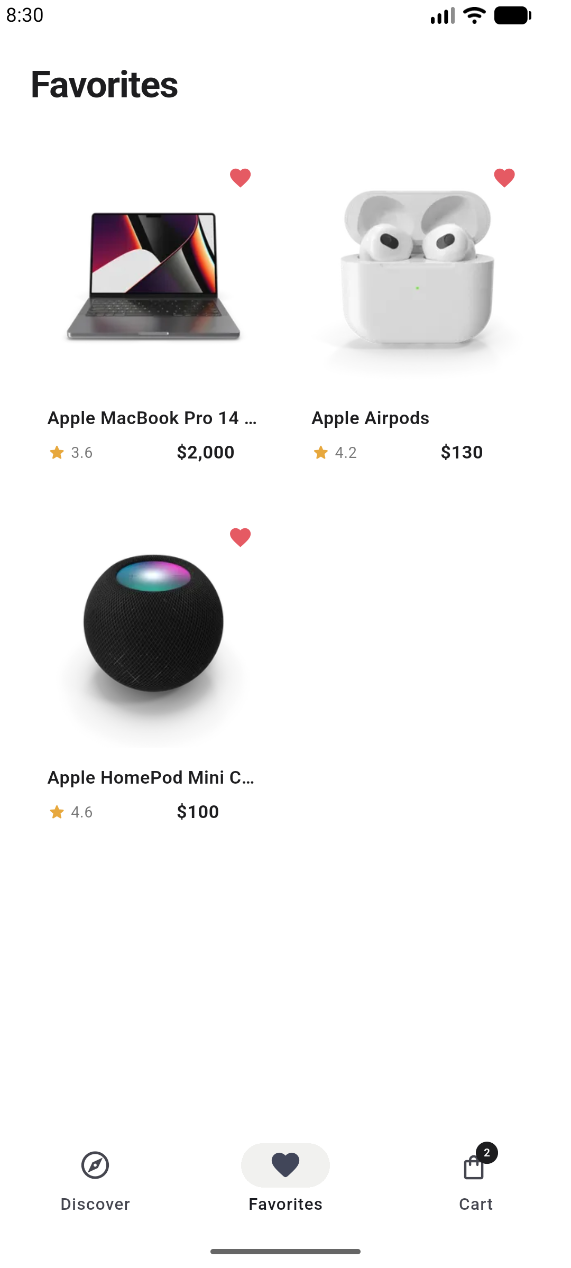 8:30
Favorites
Apple MacBook Pro 14 ...
3.6 $2,000
Apple Airpods
4.2 $130
Apple HomePod Mini C...
4.6 $100
2
Discover Favorites Cart